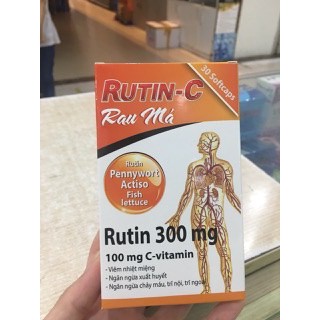 30 Softcaps
RUTIN-C
Rau Má
Rutin
Pennywort
Actiso
Fish
lettuce
Rutin 300 mg
100 mg C-vitamin
- Viêm nhiệt miệng
- Ngăn ngừa xuất huyết
- Ngăn ngừa chảy máu, trĩ nội, trĩ ngoại